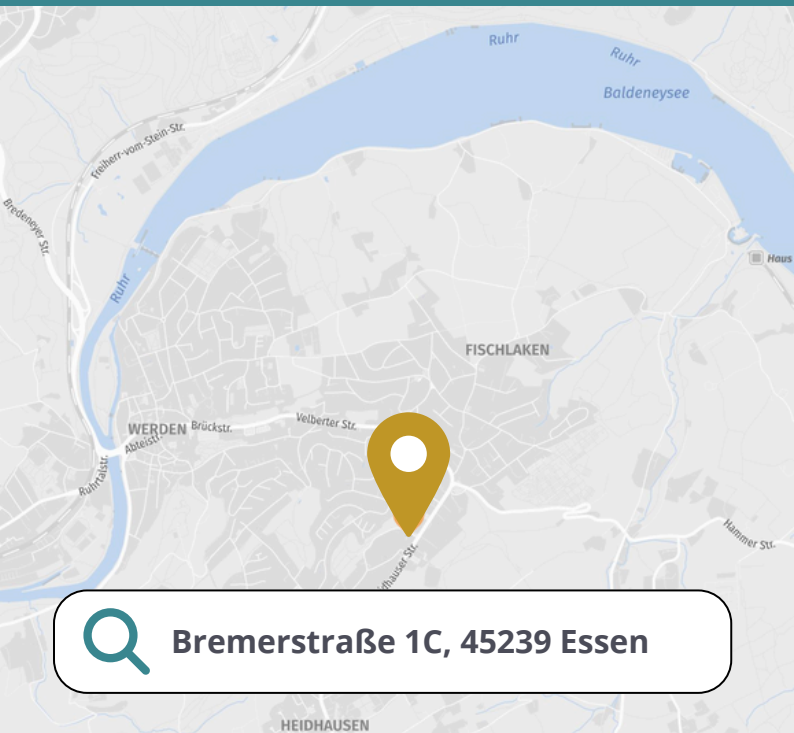 Ruhr
Ruhr
Baldeneysee
Freiherr-vom-Stein-Str.
Bredeneyer Str.
Haus
Ruhr
FISCHLAKEN
Velberter Str.
WERDEN
Brückstr.
Abteistr.
Ruhrtalstr.
Hammer Str.
Bremerstraße 1C, 45239 Essen
HEIDHAUSEN